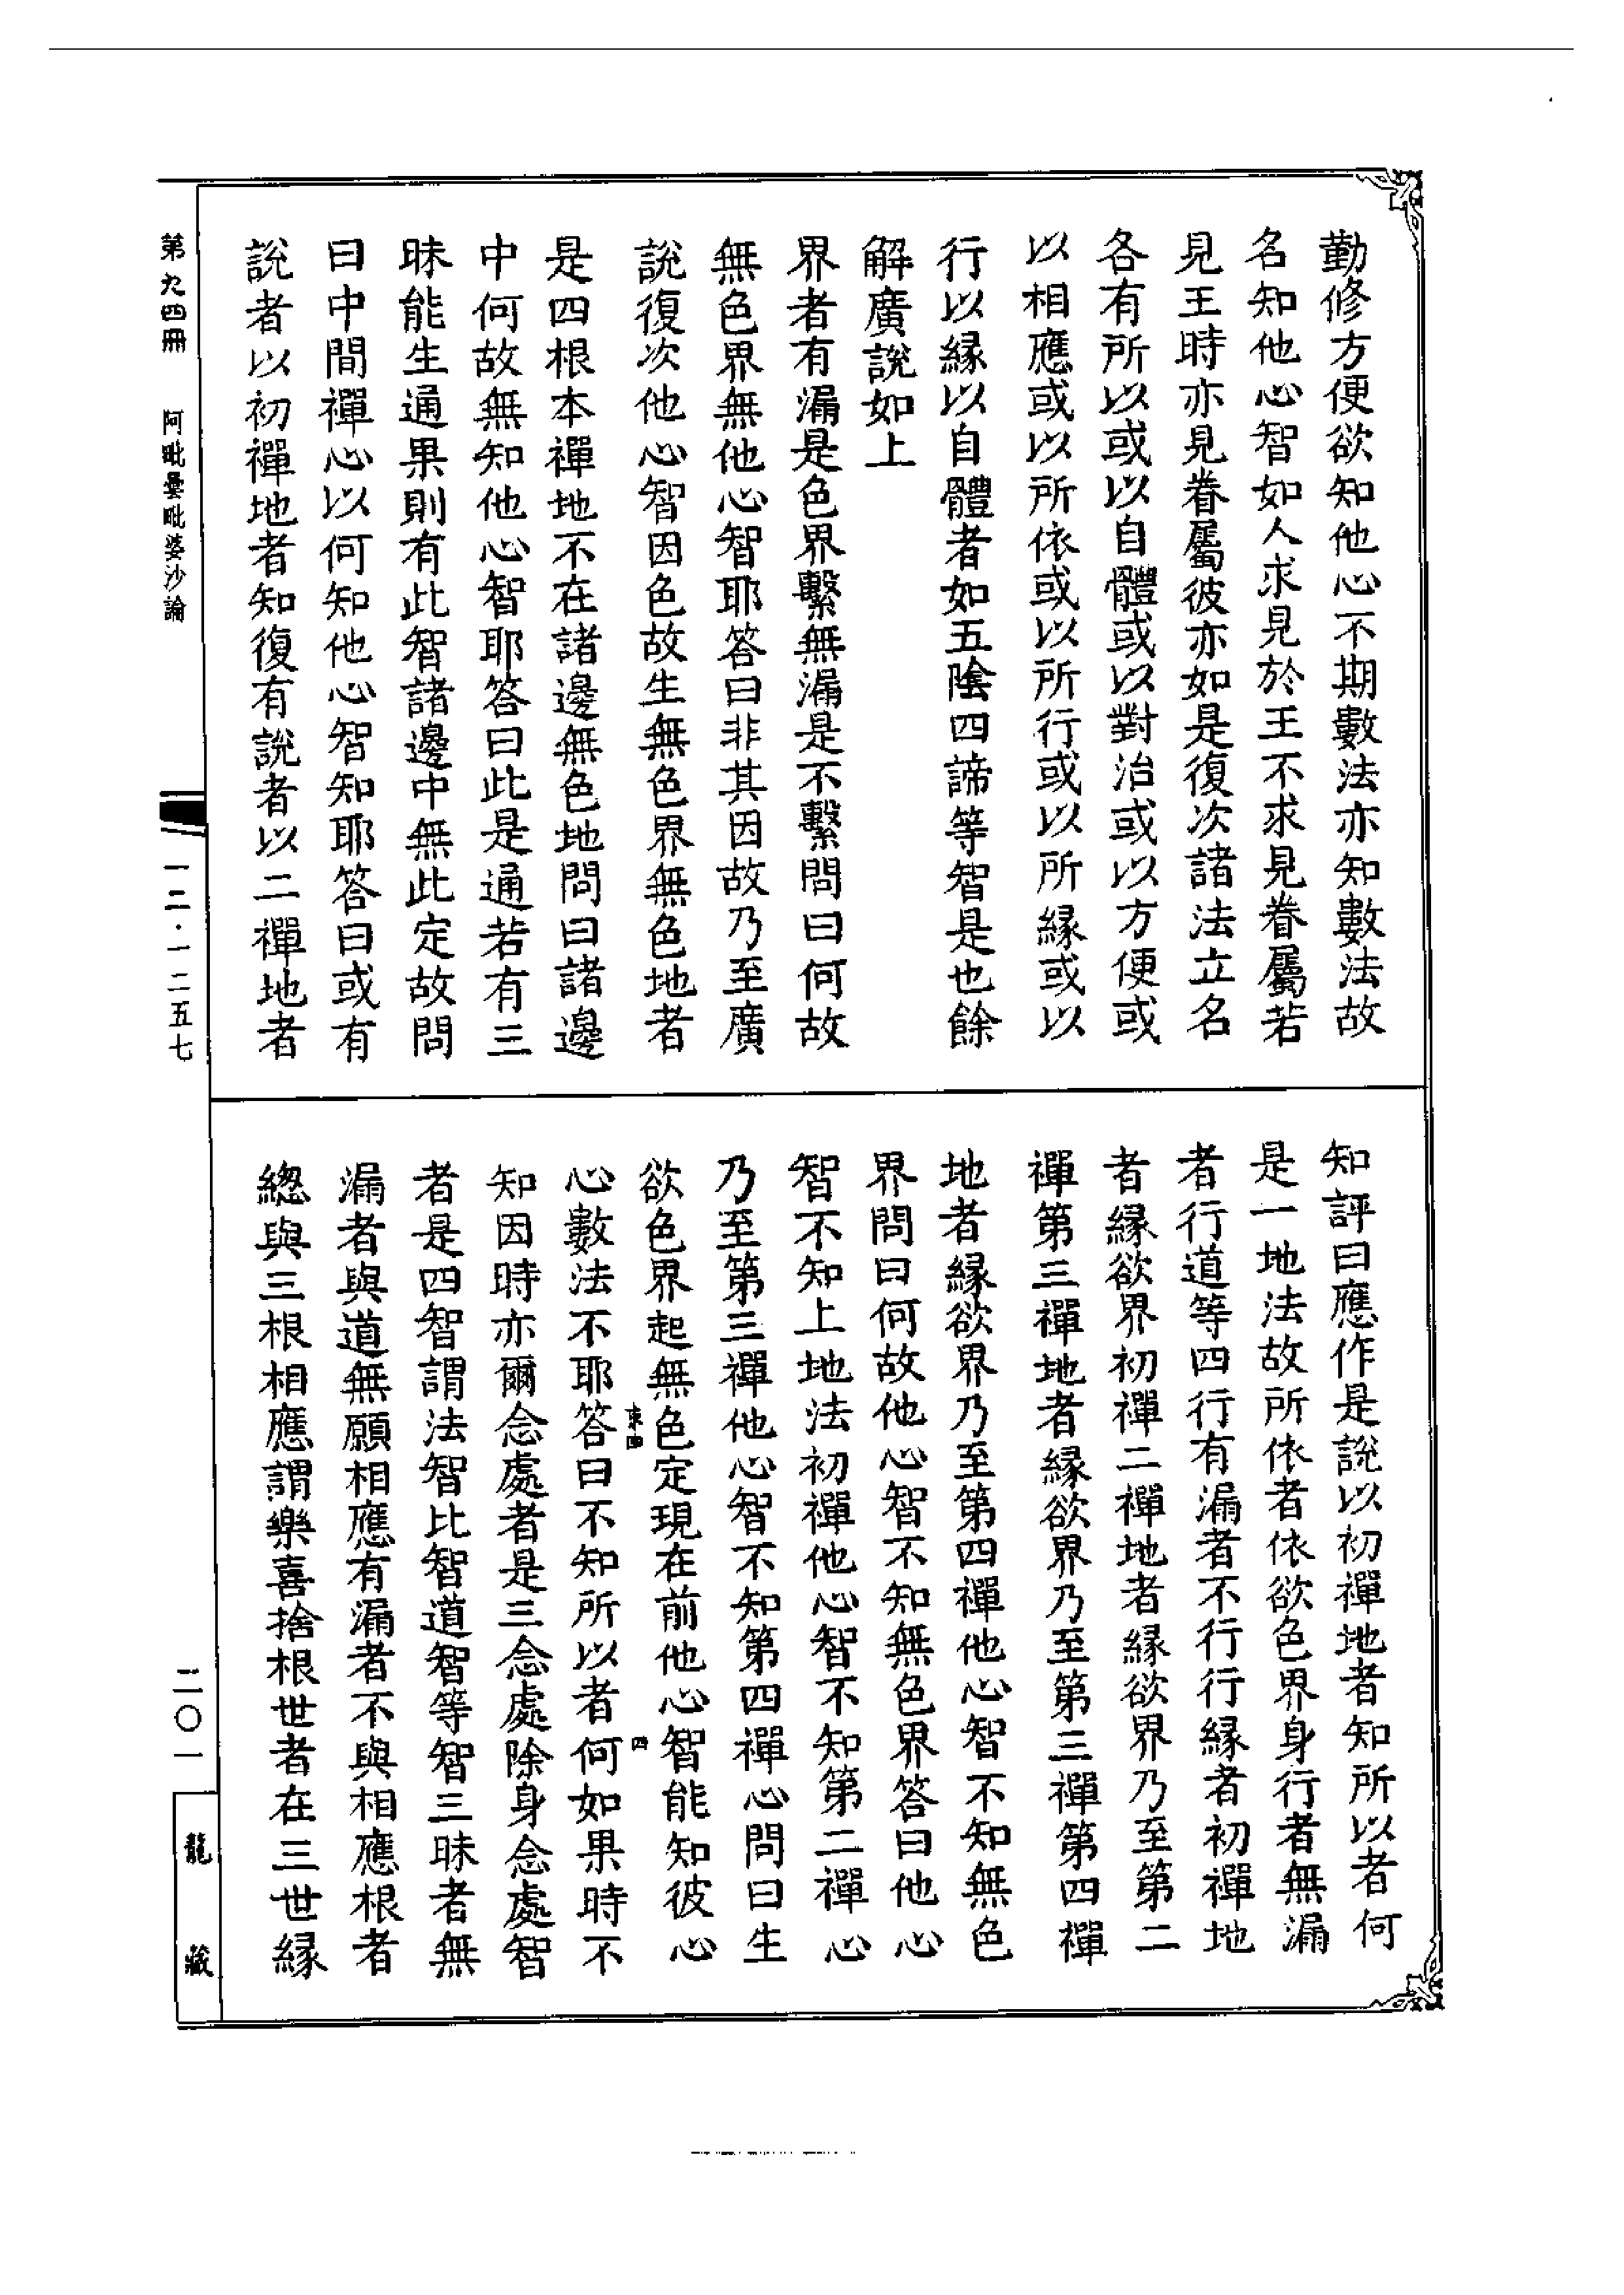 勤修方便欲知他心不期數法亦知數法故
名知他心智如人求見於王不求見眷屬若
見王時亦見眷屬彼亦如是復次諸法立名
各有所以或以自體或以對治或以方便或
以相應或以所依或以所行或以所緣或以
行以緣以自體者如五陰四諦等智是也餘
解廣說如上
界者有漏是色界繫無漏是不繫問曰何故
無色界無他心智耶答曰非其因故乃至廣
說復次他心智因色故生無色界無色地者
是四根本禪地不在諸邊無色地問曰諸邊
中何故無知他心智耶答曰此是通若有三
昧能生通果則有此智諸邊中無此定故問
曰中間禪心以何知他心智知耶答曰或有
說者以初禪地者知復有說者以二禪地者
知評曰應作是說以初禪地者知所以者何
是一地法故所依者依欲色界身行者無漏
者行道等四行有漏者不行行緣者初禪地
者緣欲界初禪二禪地者緣欲界乃至第二
禪第三禪地者緣欲界乃至第三禪第四禪
地者緣欲界乃至第四禪他心智不知無色
界問曰何故他心智不知無色界答曰他心
智不知上地法初禪他心智不知第二禪心
乃至第三禪他心智不知第四禪心問曰生
欲色界起無色定現在前他心智能知彼心
心數法不耶答曰不知所以者何如果時不
知因時亦爾念處者是三念處除身念處智
者是四智謂法智比智道智等智三昧者無
漏者與道無願相應有漏者不與相應根者
總與三根相應謂樂喜捨根世者在三世緣
第九四冊
阿毗曇毗婆沙論
一二·一二五七
二〇一
龍藏